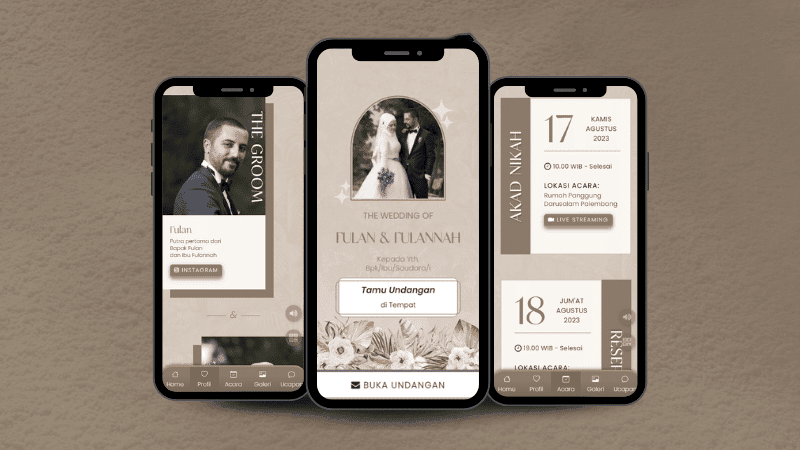 THE GROOM
Fulan
Putra pertama dari
Bapak Fulan
dan Ibu Fulannah
INSTAGRAM
&
Home Profil Acara Galeri Ucapan
THE WEDDING OF
FULAN & FULANNAH
Kepada Yth,
Bpk/Ibu/Saudara/i
Tamu Undangan
di Tempat
BUKA UNDANGAN
AKAD NIKAH
17
KAMIS
AGUSTUS
2023
10.00 WIB - Selesai
LOKASI ACARA:
Rumah Panggung
Darusalam Palembang
LIVE STREAMING
18
JUM'AT
AGUSTUS
2023
RESEI
19.00 WIB - Selesai
LOKASI ACARA:
Home Profil Acara Galeri Ucapan